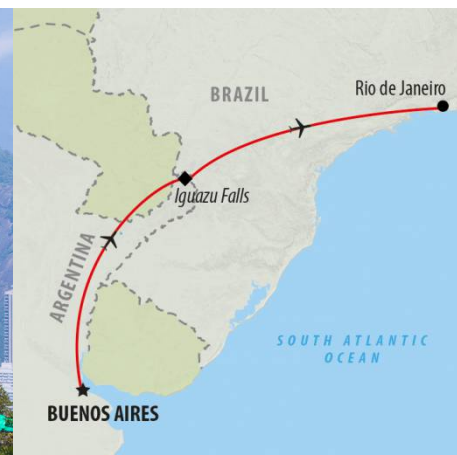 BRAZIL
Rio de Janeiro
Iguazu Falls
ARGENTINA
SOUTH ATLANTIC
OCEAN
BUENOS AIRES